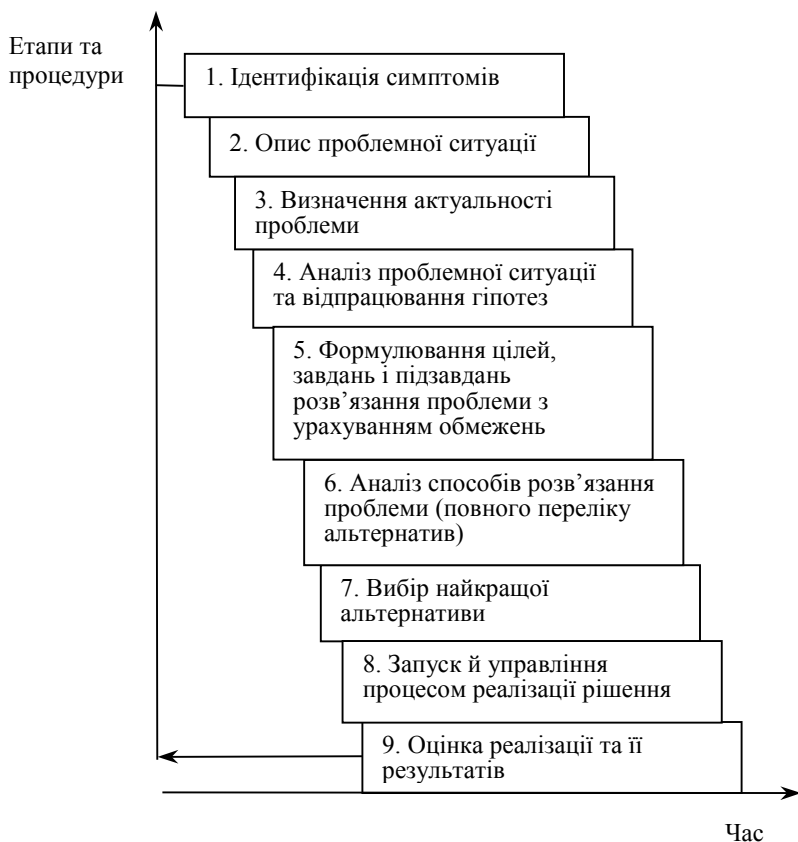 Етапи та
процедури
1. Ідентифікація симптомів
2. Опис проблемної ситуації
3. Визначення актуальності
проблеми
4. Аналіз проблемної ситуації
та відпрацювання гіпотез
5. Формулювання цілей,
завдань і підзавдань
розв’язання проблеми з
урахуванням обмежень
6. Аналіз способів розв’язання
проблеми (повного переліку
альтернатив)
7. Вибір найкращої
альтернативи
8. Запуск й управління
процесом реалізації рішення
9. Оцінка реалізації та її
результатів
Час